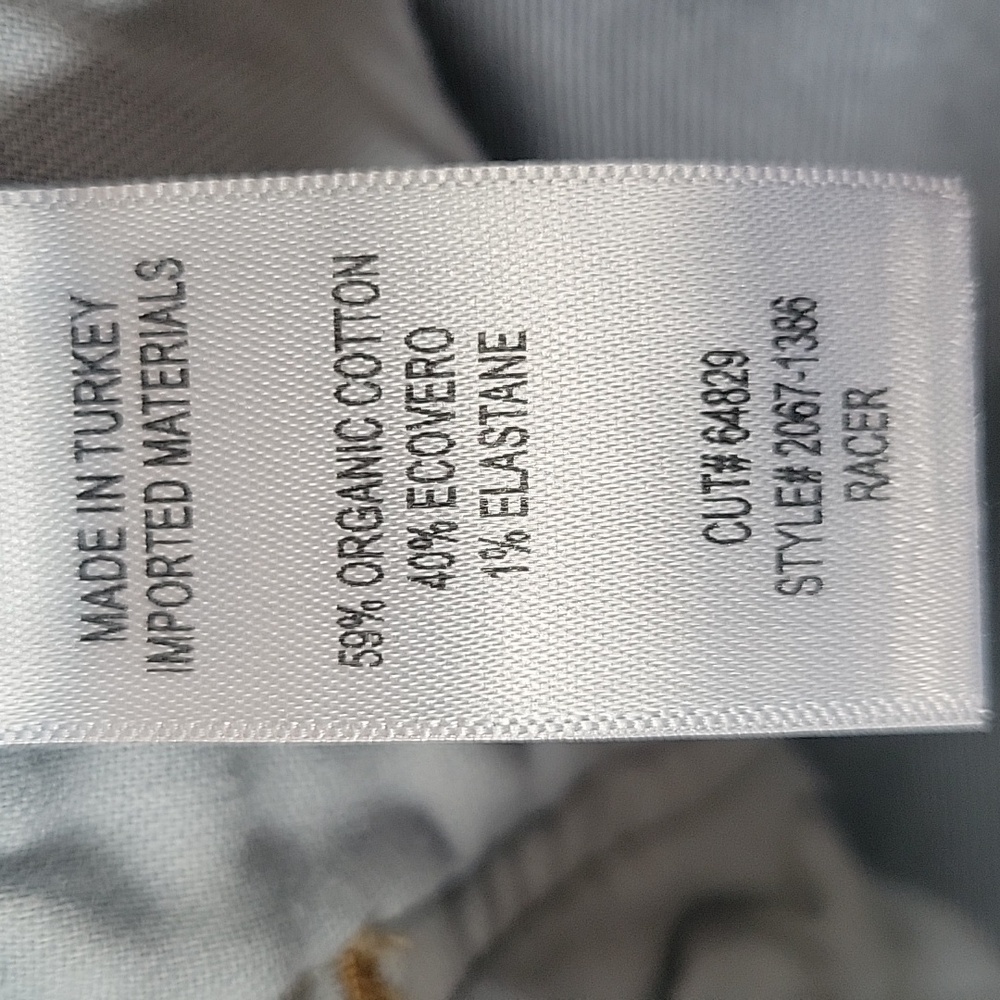 MADE IN TURKEY
IMPORTED MATERIALS
59% ORGANIC COTTON
40% ECOVERO
1% ELASTANE
CUT# 64829
STYLE# 2067-1386
RACER